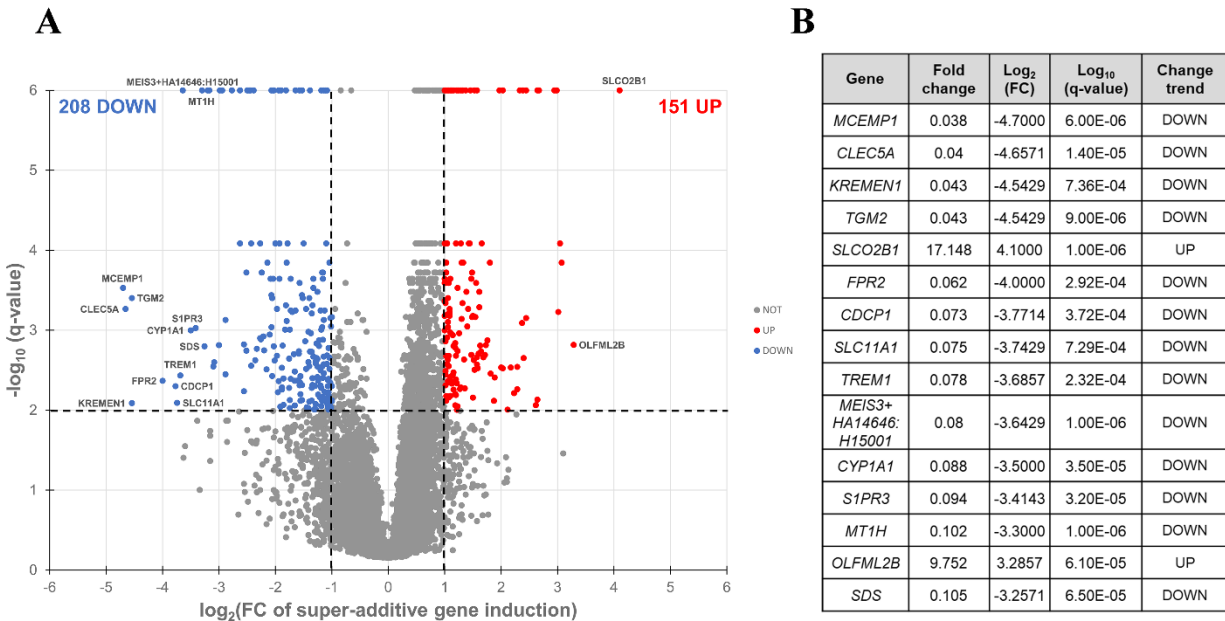 A
MEIS3+HA14646:H15001
SLCO2B1
MT1H
208 DOWN
151 UP
MCEMP1
TGM2
CLEC5A
S1PR3
CYP1A1
SDS
TREM1
FPR2
CDCP1
KREMEN1
SLC11A1
OLFML2B
NOT
UP
DOWN
6
5
4
3
2
1
0
-log10 (q-value)
-6 -5 -4 -3 -2 -1 0 1 2 3 4 5 6
log2(FC of super-additive gene induction)
B
Gene Fold change Log2 (FC) Log10 (q-value) Change trend
MCEMP1 0.038 -4.7000 6.00E-06 DOWN
CLEC5A 0.04 -4.6571 1.40E-05 DOWN
KREMEN1 0.043 -4.5429 7.36E-04 DOWN
TGM2 0.043 -4.5429 9.00E-06 DOWN
SLCO2B1 17.148 4.1000 1.00E-06 UP
FPR2 0.062 -4.0000 2.92E-04 DOWN
CDCP1 0.073 -3.7714 3.72E-04 DOWN
SLC11A1 0.075 -3.7429 7.29E-04 DOWN
TREM1 0.078 -3.6857 2.32E-04 DOWN
MEIS3+
HA14646:
H15001 0.08 -3.6429 1.00E-06 DOWN
CYP1A1 0.088 -3.5000 3.50E-05 DOWN
S1PR3 0.094 -3.4143 3.20E-05 DOWN
MT1H 0.102 -3.3000 1.00E-06 DOWN
OLFML2B 9.752 3.2857 6.10E-05 UP
SDS 0.105 -3.2571 6.50E-05 DOWN